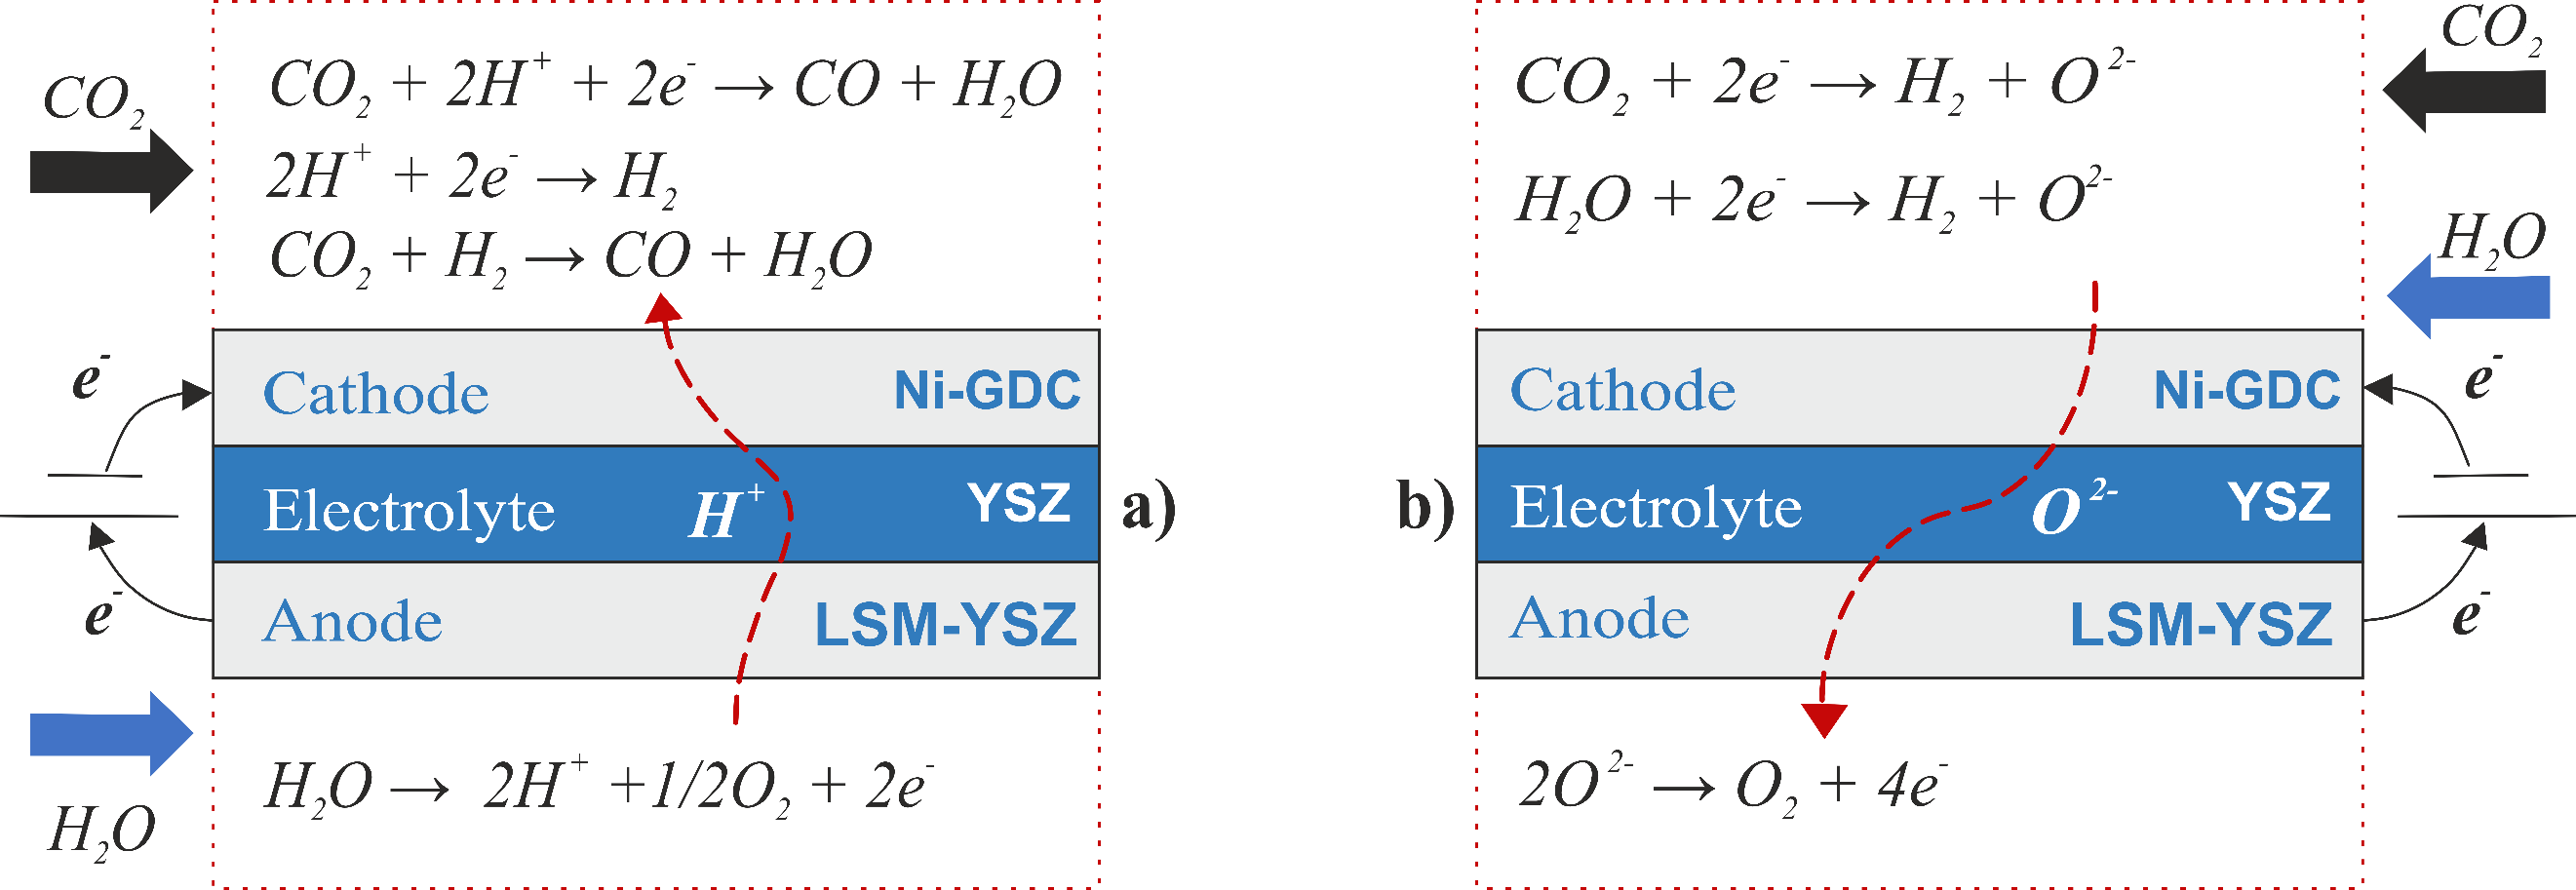 CO₂
CO₂ + 2H⁺ + 2e⁻ → CO + H₂O
2H⁺ + 2e⁻ → H₂
CO₂ + H₂ → CO + H₂O
e⁻
Cathode Ni-GDC
Electrolyte H⁺ YSZ
a)
e⁻
Anode LSM-YSZ
H₂O → 2H⁺ +1/2O₂ + 2e⁻
H₂O
CO₂
CO₂ + 2e⁻ → H₂ + O²⁻
H₂O + 2e⁻ → H₂ + O²⁻
H₂O
Cathode Ni-GDC
e⁻
b)
Electrolyte O²⁻ YSZ
Anode LSM-YSZ
e⁻
2O²⁻ → O₂ + 4e⁻